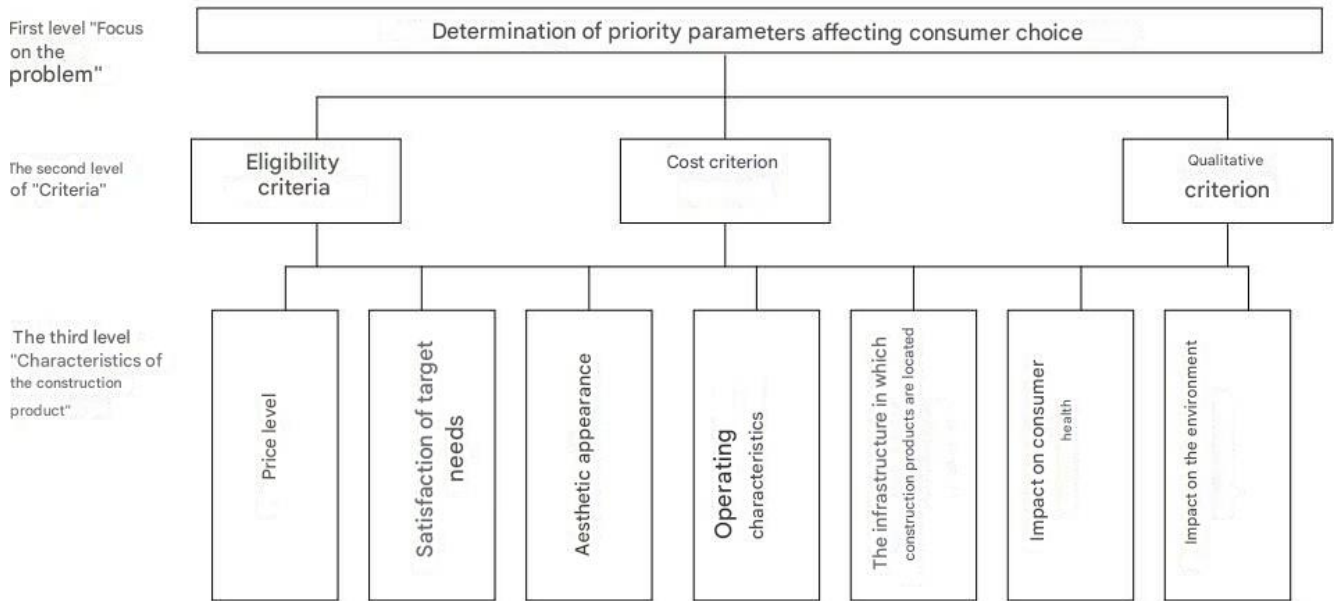 First level "Focus
on the
problem"
Determination of priority parameters affecting consumer choice
The second level
of "Criteria"
Eligibility
criteria
Cost criterion
Qualitative
criterion
The third level
"Characteristics of
the construction
product"
Price level
Satisfaction of target
needs
Aesthetic appearance
Operating
characteristics
The infrastructure in which
construction products are located
Impact on consumer
health
Impact on the environment